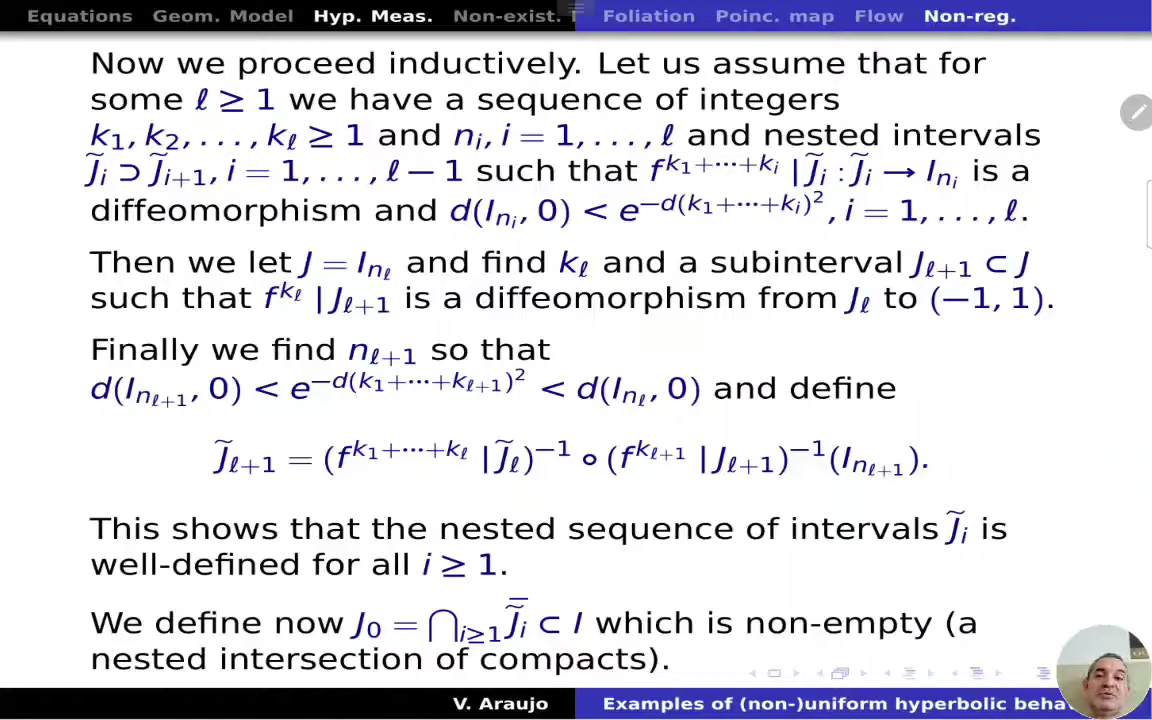 Equations Geom. Model Hyp. Meas. Non-exist. Foliation Poinc. map Flow Non-reg.
Now we proceed inductively. Let us assume that for
some ℓ ≥ 1 we have a sequence of integers
k₁, k₂, . . . , k_ℓ ≥ 1 and n_i, i = 1, . . . , ℓ and nested intervals
J̃_i ⊃ J̃_{i+1}, i = 1, . . . , ℓ − 1 such that f^{k₁+···+k_i} | J̃_i : J̃_i → I_{n_i} is a
diffeomorphism and d(I_{n_i}, 0) < e^{−d(k₁+···+k_i)²}, i = 1, . . . , ℓ.
Then we let J = I_{n_ℓ} and find k_ℓ and a subinterval J_{ℓ+1} ⊂ J
such that f^{k_ℓ} | J_{ℓ+1} is a diffeomorphism from J_ℓ to (−1, 1).
Finally we find n_{ℓ+1} so that
d(I_{n_{ℓ+1}}, 0) < e^{−d(k₁+···+k_{ℓ+1})²} < d(I_{n_ℓ}, 0) and define
J̃_{ℓ+1} = (f^{k₁+···+k_ℓ} | J̃_ℓ)^{−1} ∘ (f^{k_{ℓ+1}} | J_{ℓ+1})^{−1}(I_{n_{ℓ+1}}).
This shows that the nested sequence of intervals J̃_i is
well-defined for all i ≥ 1.
We define now J₀ = ⋂_{i≥1} \overline{J̃_i} ⊂ I which is non-empty (a
nested intersection of compacts).
V. Araujo Examples of (non-)uniform hyperbolic beha